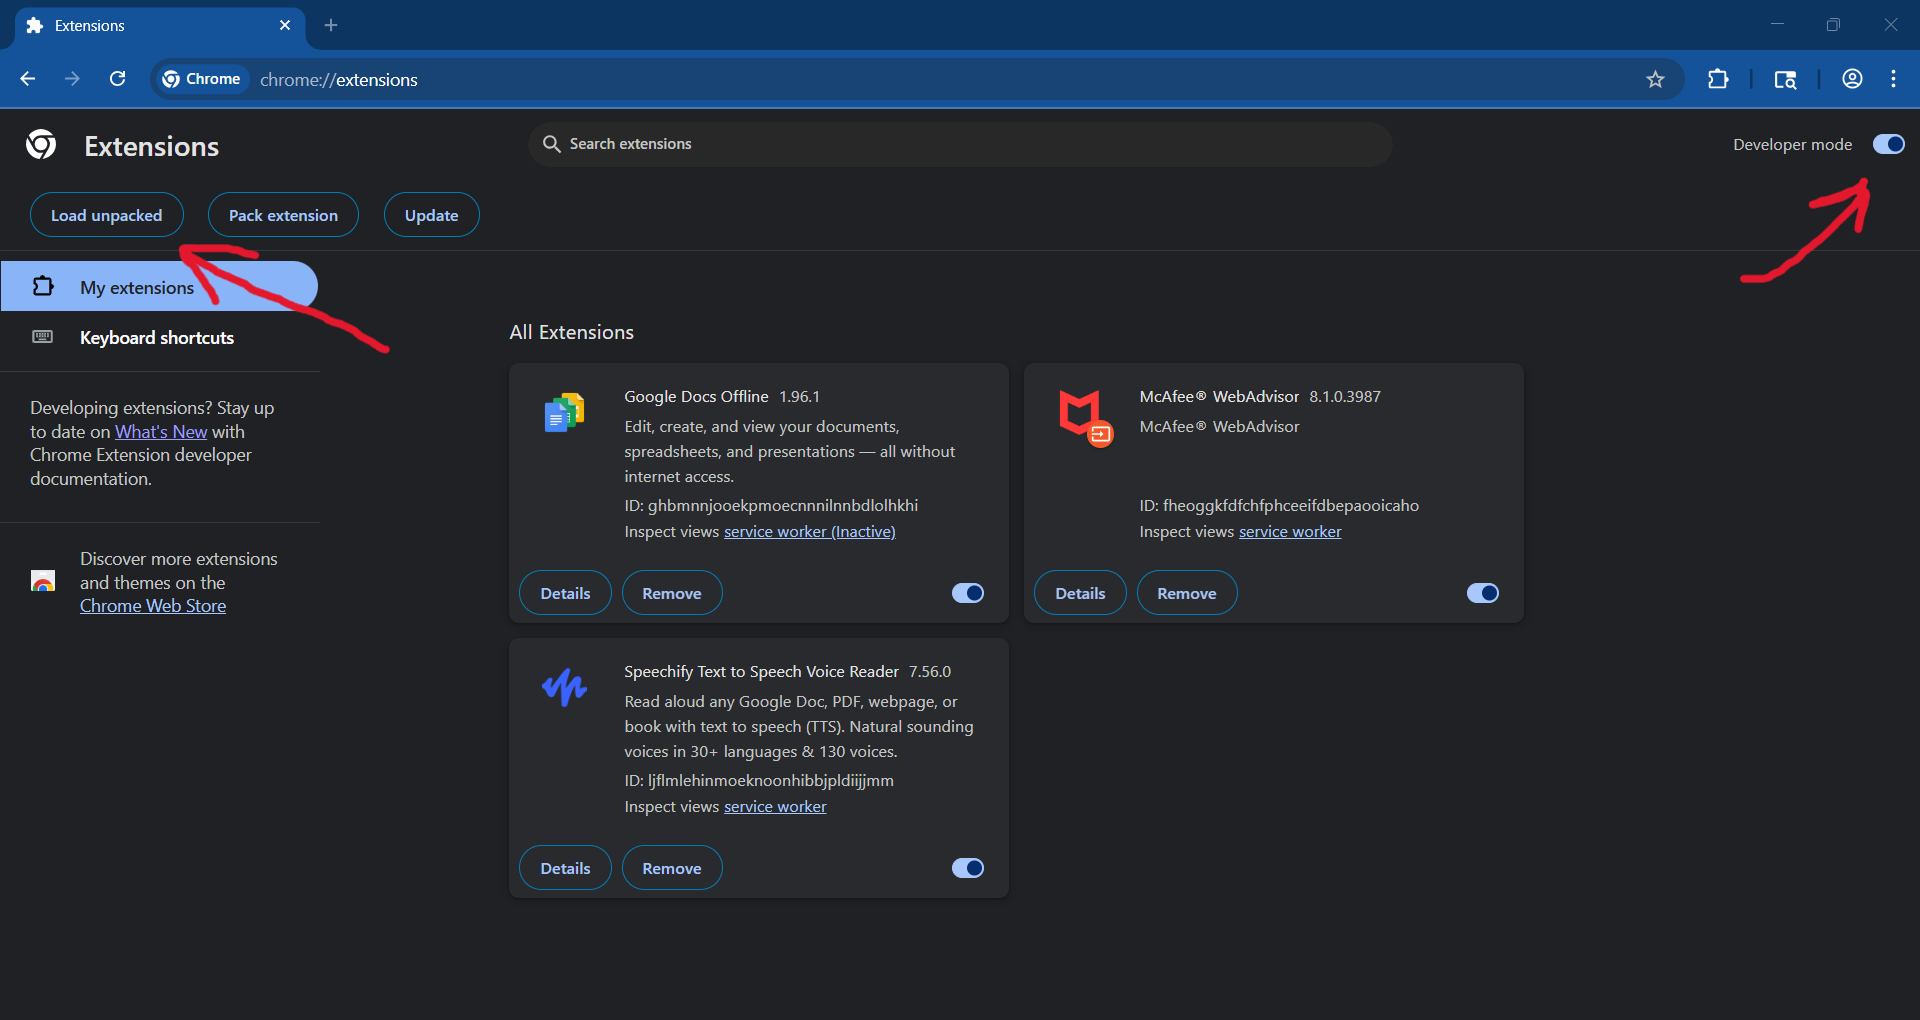 Extensions
Chrome chrome://extensions
Extensions
Search extensions
Developer mode
Load unpacked
Pack extension
Update
My extensions
Keyboard shortcuts
Developing extensions? Stay up
to date on What's New with
Chrome Extension developer
documentation.
Discover more extensions
and themes on the
Chrome Web Store
All Extensions
Google Docs Offline 1.96.1
Edit, create, and view your documents,
spreadsheets, and presentations — all without
internet access.
ID: ghbmnnjooekpmoecnnnilnnbdlolhkhi
Inspect views service worker (Inactive)
Details
Remove
McAfee® WebAdvisor 8.1.0.3987
McAfee® WebAdvisor
ID: fheoggkfdfchfphceeifdbepaooicaho
Inspect views service worker
Details
Remove
Speechify Text to Speech Voice Reader 7.56.0
Read aloud any Google Doc, PDF, webpage, or
book with text to speech (TTS). Natural sounding
voices in 30+ languages & 130 voices.
ID: ljflmlehinmoeknoonhibbjpldiijjmm
Inspect views service worker
Details
Remove